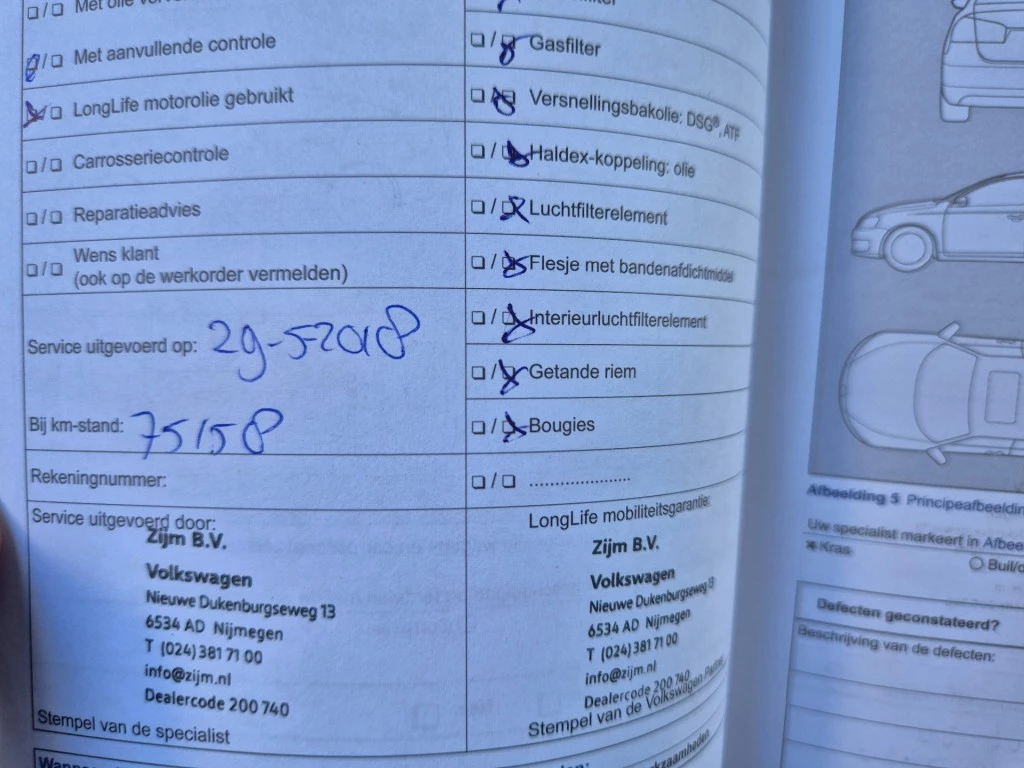 Met olie
Met aanvullende controle
LongLife motorolie gebruikt
Carrosseriecontrole
Reparatieadvies
Wens klant
(ook op de werkorder vermelden)
Service uitgevoerd op: 29-5-2018
Bij km-stand: 75158
Rekeningnummer:
Service uitgevoerd door:
Zijm B.V.
Volkswagen
Nieuwe Dukenburgseweg 13
6534 AD Nijmegen
T (024) 381 71 00
info@zijm.nl
Dealercode 200 740
Stempel van de specialist
Gasfilter
Versnellingsbakolie: DSG®, ATF
Haldex-koppeling: olie
Luchtfilterelement
Flesje met bandenafdichtmiddel
Interieurluchtfilterelement
Getande riem
Bougies
....................
LongLife mobiliteitsgarantie:
Zijm B.V.
Volkswagen
Nieuwe Dukenburgseweg 13
6534 AD Nijmegen
T (024) 381 71 00
info@zijm.nl
Dealercode 200 740
Stempel van de Volkswagen Partner
Afbeelding 5 Principeafbeeldin
Uw specialist markeert in Afbee
Kras
Buil/d
Defecten geconstateerd?
Beschrijving van de defecten: